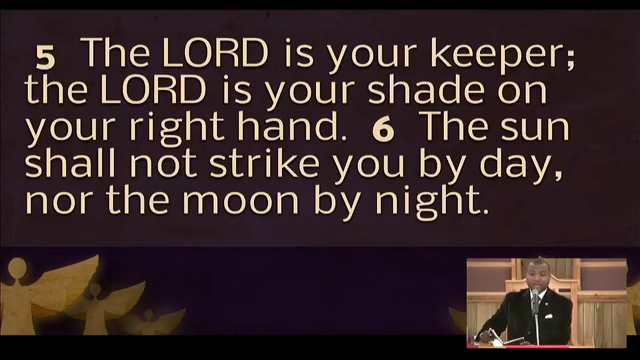 5 The LORD is your keeper;
the LORD is your shade on
your right hand. 6 The sun
shall not strike you by day,
nor the moon by night.